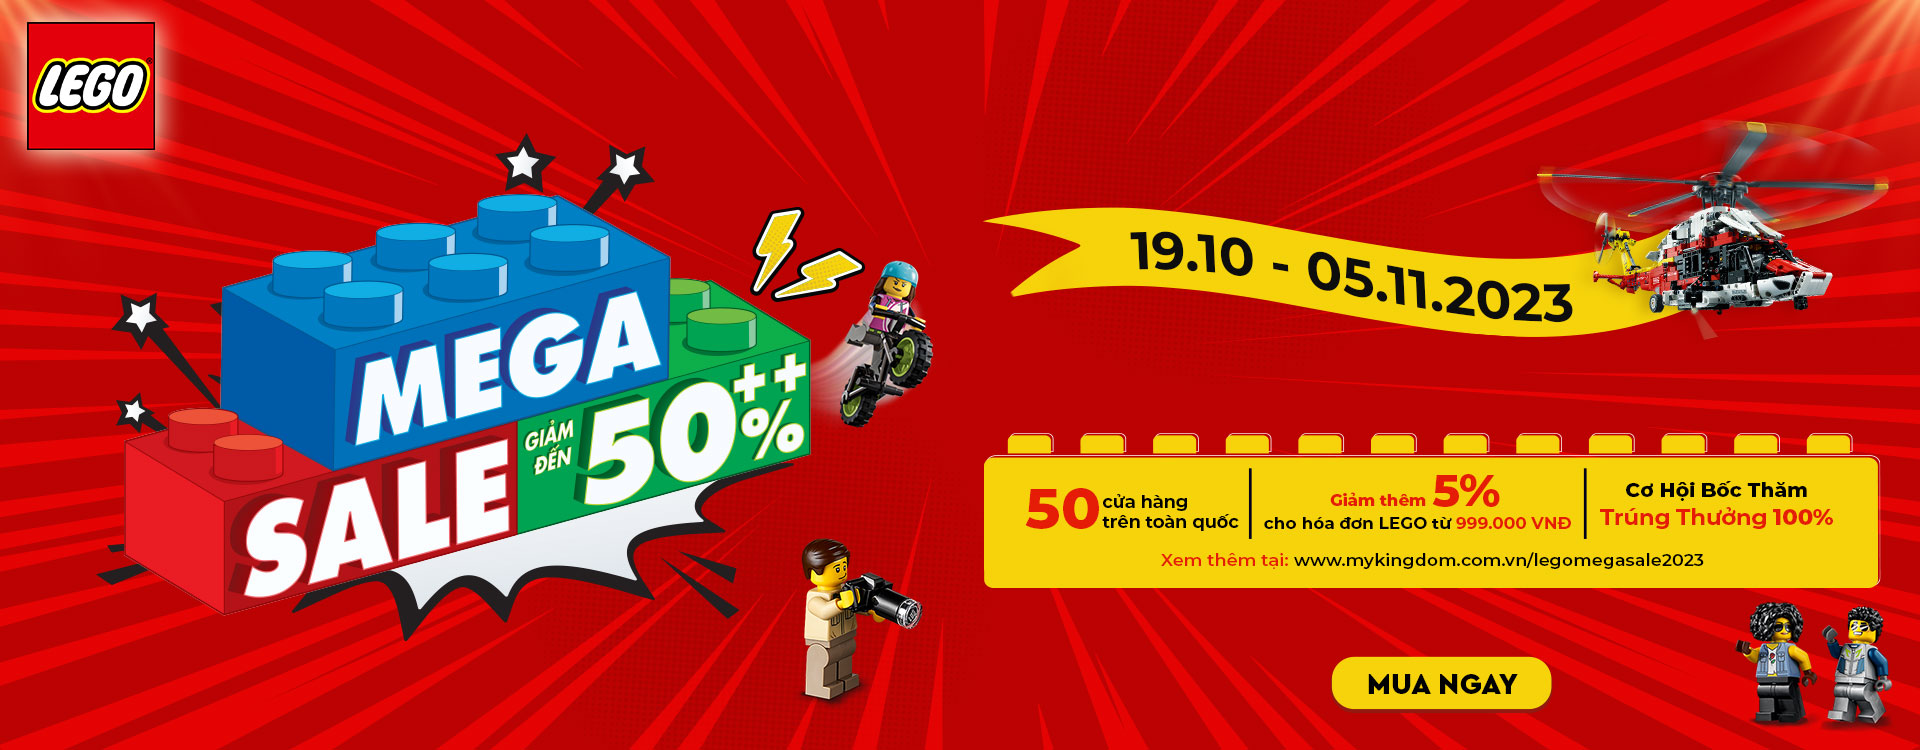 LEGO
MEGA
SALE
GIẢM
ĐẾN
50++%
19.10 - 05.11.2023
50 cửa hàng
trên toàn quốc
Giảm thêm 5%
cho hóa đơn LEGO từ 999.000 VNĐ
Cơ Hội Bốc Thăm
Trúng Thưởng 100%
Xem thêm tại: www.mykingdom.com.vn/legomegasale2023
MUA NGAY